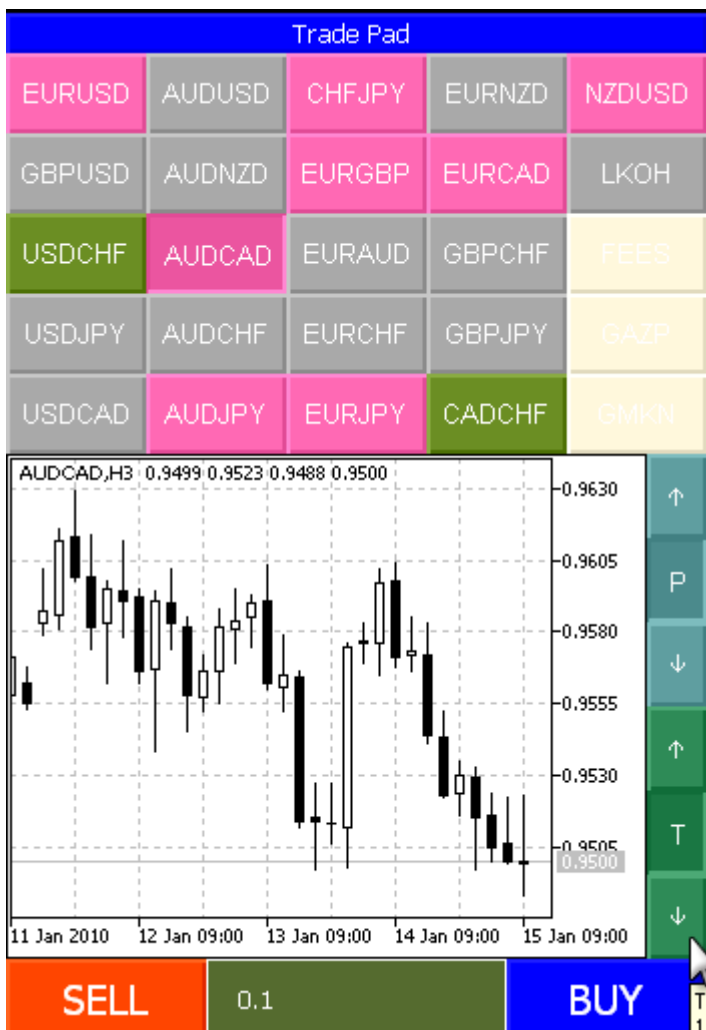 Trade Pad
EURUSD AUDUSD CHFJPY EURNZD NZDUSD
GBPUSD AUDNZD EURGBP EURCAD LKOH
USDCHF AUDCAD EURAUD GBPCHF FEES
USDJPY AUDCHF EURCHF GBPJPY GAZP
USDCAD AUDJPY EURJPY CADCHF GMKN
AUDCAD,H3 0.9499 0.9523 0.9488 0.9500
0.9630
↑
0.9605
P
0.9580
↓
0.9555
↑
0.9530
0.9505
T
0.9500
↓
11 Jan 2010 12 Jan 09:00 13 Jan 09:00 14 Jan 09:00 15 Jan 09:00
SELL 0.1 BUY
T
1